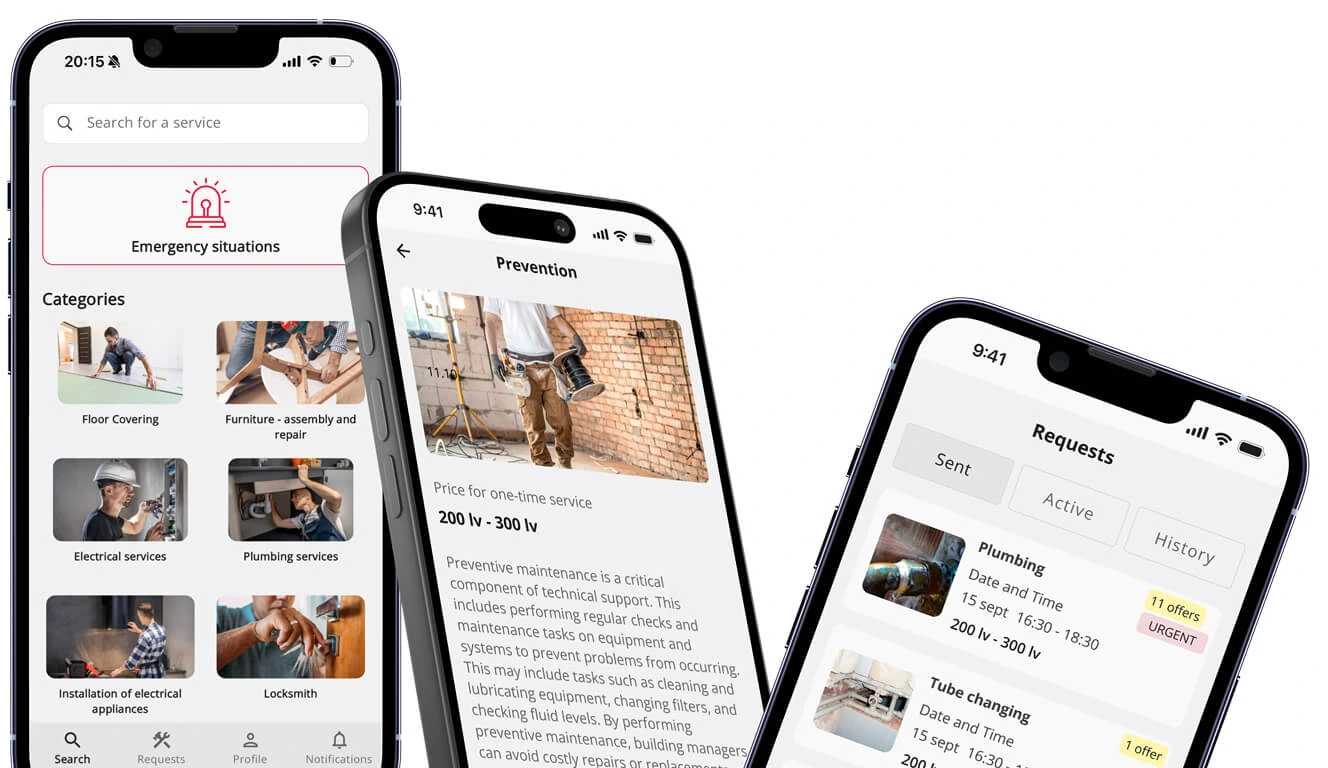 20:15
Search for a service
Emergency situations
Categories
Floor Covering
Furniture - assembly and
repair
Electrical services
Plumbing services
Installation of electrical
appliances
Locksmith
Search
Requests
Profile
Notifications
9:41
Prevention
11.10
Price for one-time service
200 lv - 300 lv
Preventive maintenance is a critical
component of technical support. This
includes performing regular checks and
maintenance tasks on equipment and
systems to prevent problems from occurring.
This may include tasks such as cleaning and
lubricating equipment, changing filters, and
checking fluid levels. By performing
preventive maintenance, building managers
can avoid costly repairs or
9:41
Requests
Sent
Active
History
Plumbing
Date and Time
15 sept 16:30 - 18:30
200 lv - 300 lv
11 offers
URGENT
Tube changing
Date and Time
15 sept 16:30 -
200
1 offer